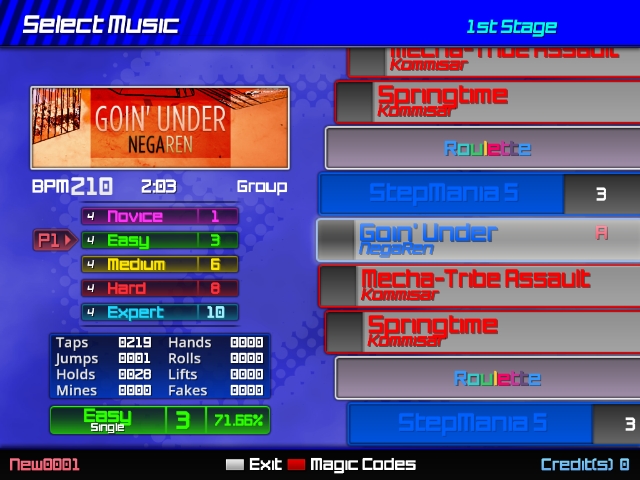 Select Music
1st Stage
Mecha-Tribe Assault
Kommisar
Springtime
Kommisar
Roulette
StepMania 5
3
Goin' Under
NegaRen
A
Mecha-Tribe Assault
Kommisar
Springtime
Kommisar
Roulette
StepMania 5
3
GOIN' UNDER
NEGAREN
BPM 210 2:03 Group
4 Novice 1
P1 4 Easy 3
4 Medium 6
4 Hard 8
4 Expert 10
Taps 0219 Hands 0000
Jumps 0001 Rolls 0000
Holds 0028 Lifts 0000
Mines 0000 Fakes 0000
Easy
Single
3
71.66%
New0001
Exit Magic Codes
Credit(s) 0